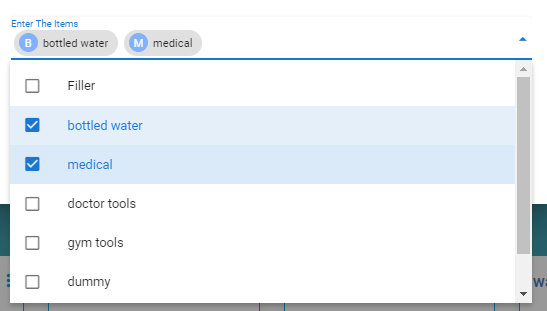 Enter The Items
B bottled water M medical
Filler
bottled water
medical
doctor tools
gym tools
dummy